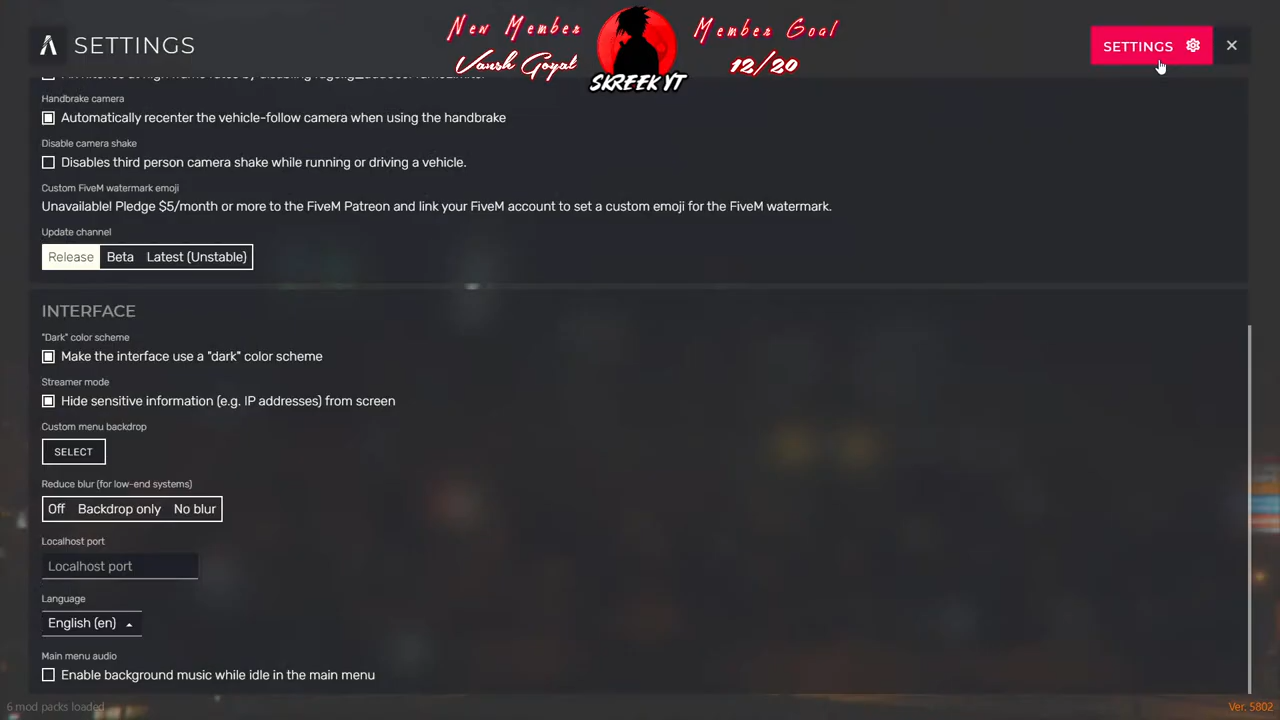 SETTINGS
New Member
Vansh Goyal
SKREEK YT
Member Goal
12/20
SETTINGS
Handbrake camera
Automatically recenter the vehicle-follow camera when using the handbrake
Disable camera shake
Disables third person camera shake while running or driving a vehicle.
Custom FiveM watermark emoji
Unavailable! Pledge $5/month or more to the FiveM Patreon and link your FiveM account to set a custom emoji for the FiveM watermark.
Update channel
Release Beta Latest (Unstable)
INTERFACE
"Dark" color scheme
Make the interface use a "dark" color scheme
Streamer mode
Hide sensitive information (e.g. IP addresses) from screen
Custom menu backdrop
SELECT
Reduce blur (for low-end systems)
Off Backdrop only No blur
Localhost port
Localhost port
Language
English (en)
Main menu audio
Enable background music while idle in the main menu
6 mod packs loaded
Ver. 5802